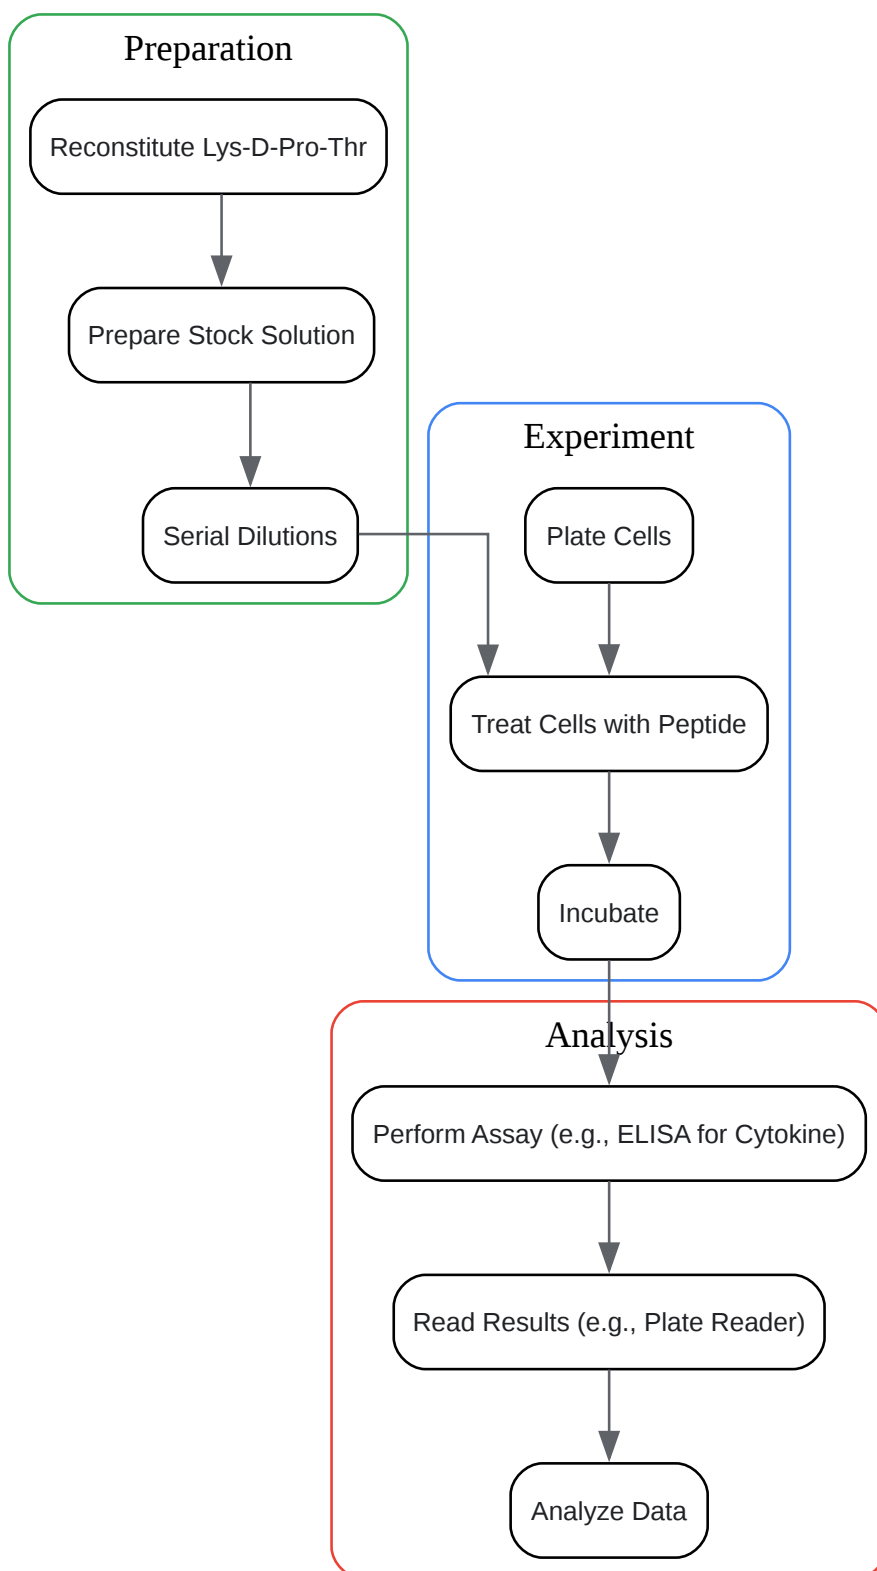 Preparation
Reconstitute Lys-D-Pro-Thr
Prepare Stock Solution
Serial Dilutions
Experiment
Plate Cells
Treat Cells with Peptide
Incubate
Analysis
Perform Assay (e.g., ELISA for Cytokine)
Read Results (e.g., Plate Reader)
Analyze Data